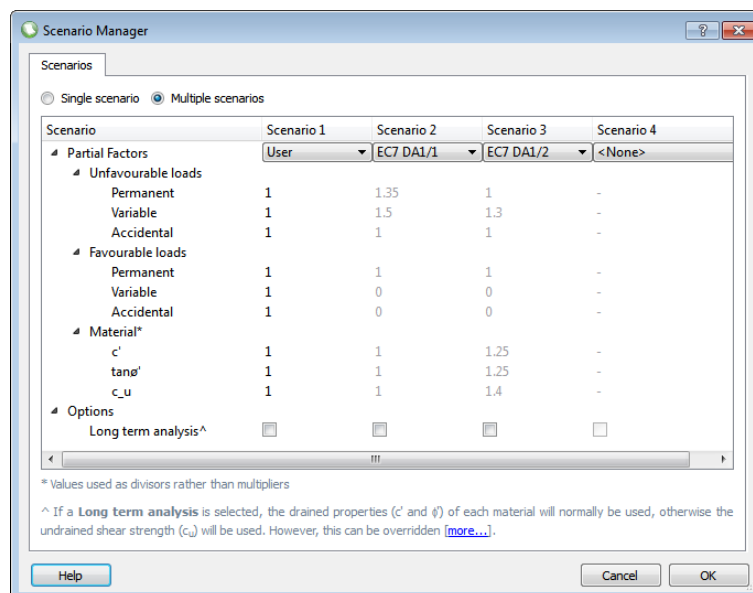 Scenario Manager
Scenarios
Single scenario Multiple scenarios
Scenario Scenario 1 Scenario 2 Scenario 3 Scenario 4
Partial Factors User EC7 DA1/1 EC7 DA1/2 <None>
Unfavourable loads
Permanent 1 1.35 1 -
Variable 1 1.5 1.3 -
Accidental 1 1 1 -
Favourable loads
Permanent 1 1 1 -
Variable 1 0 0 -
Accidental 1 0 0 -
Material*
c' 1 1 1.25 -
tanø' 1 1 1.25 -
c_u 1 1 1.4 -
Options
Long term analysis^
* Values used as divisors rather than multipliers
^ If a Long term analysis is selected, the drained properties (c' and ϕ') of each material will normally be used, otherwise the
undrained shear strength (cᵤ) will be used. However, this can be overridden [more...].
Help Cancel OK